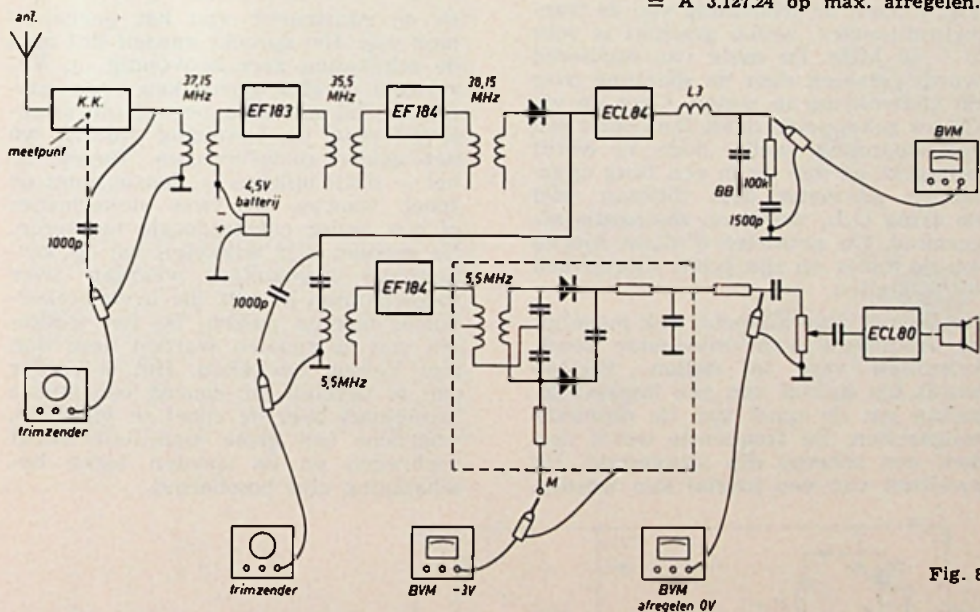 = A 3.127.24 op max. afregelen.
ant.
K.K.
meetpunt
37,15 MHz
EF183
35,5 MHz
EF184
38,15 MHz
ECL84
L3
BVM
4,5V batterij
-
+
1000p
BB
100k
1500p
1000p
EF184
5,5MHz
5,5MHz
ECL80
M
trimzender
trimzender
BVM -3V
BVM
afregelen 0V
Fig. 8